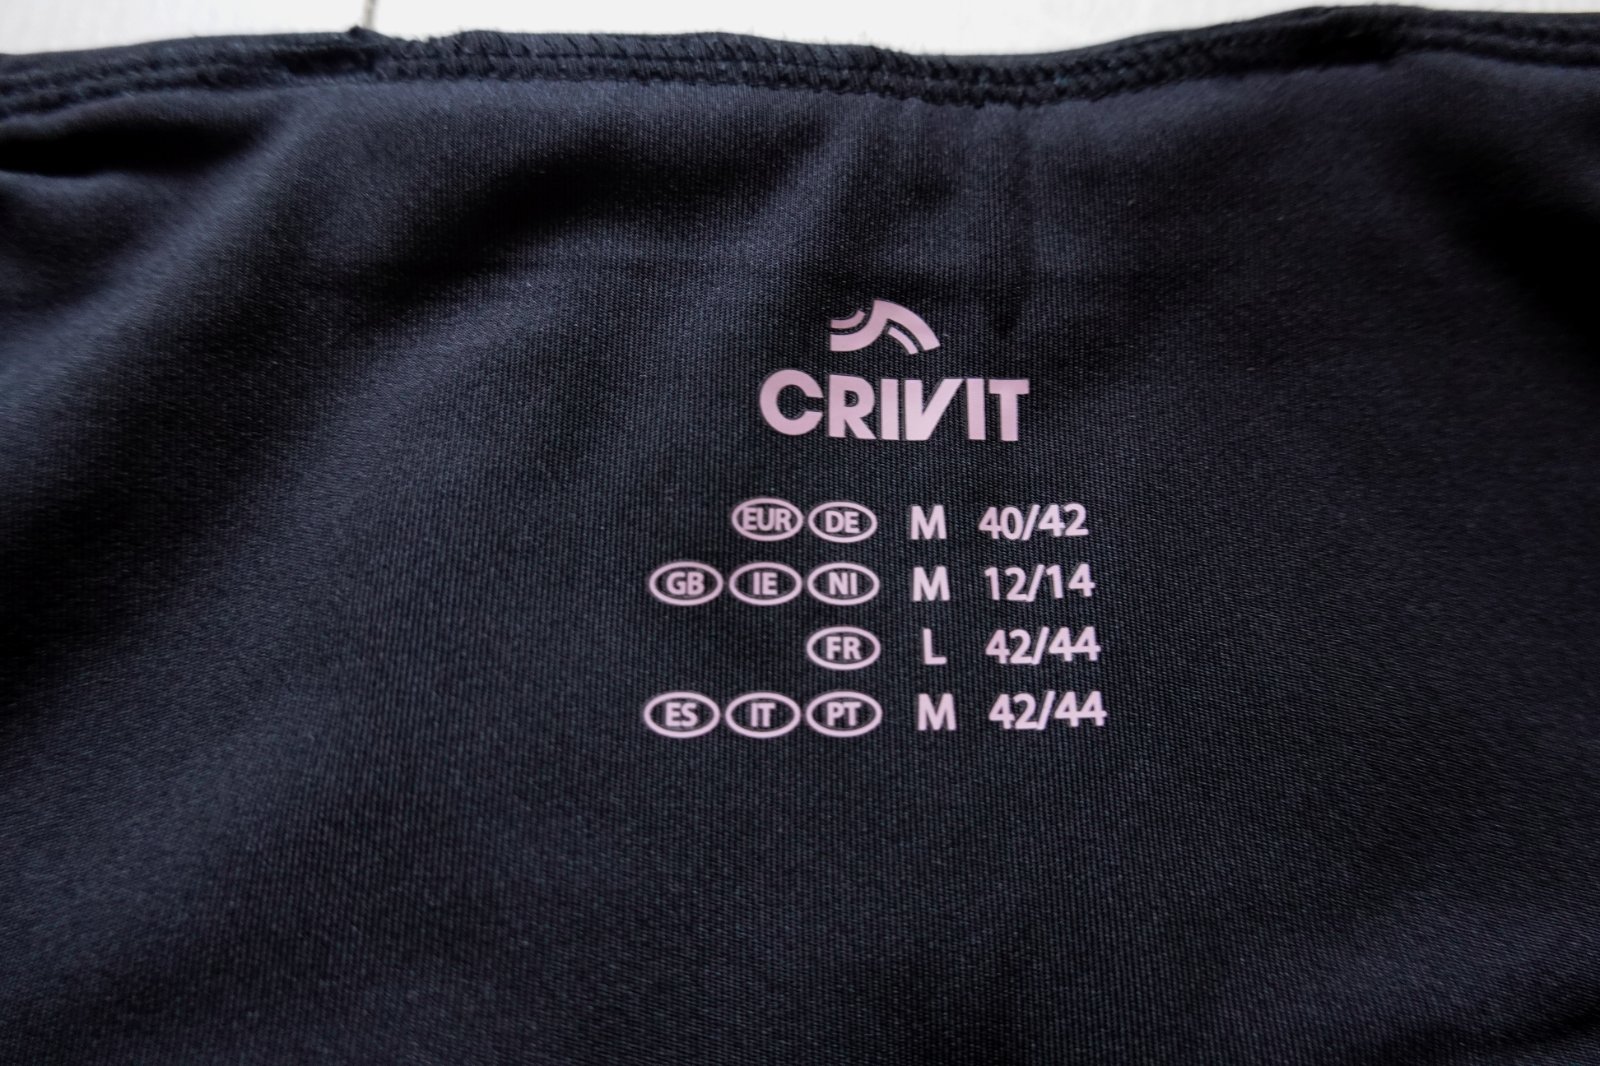 CRIVIT
EUR DE M 40/42
GB IE NI M 12/14
FR L 42/44
ES IT PT M 42/44